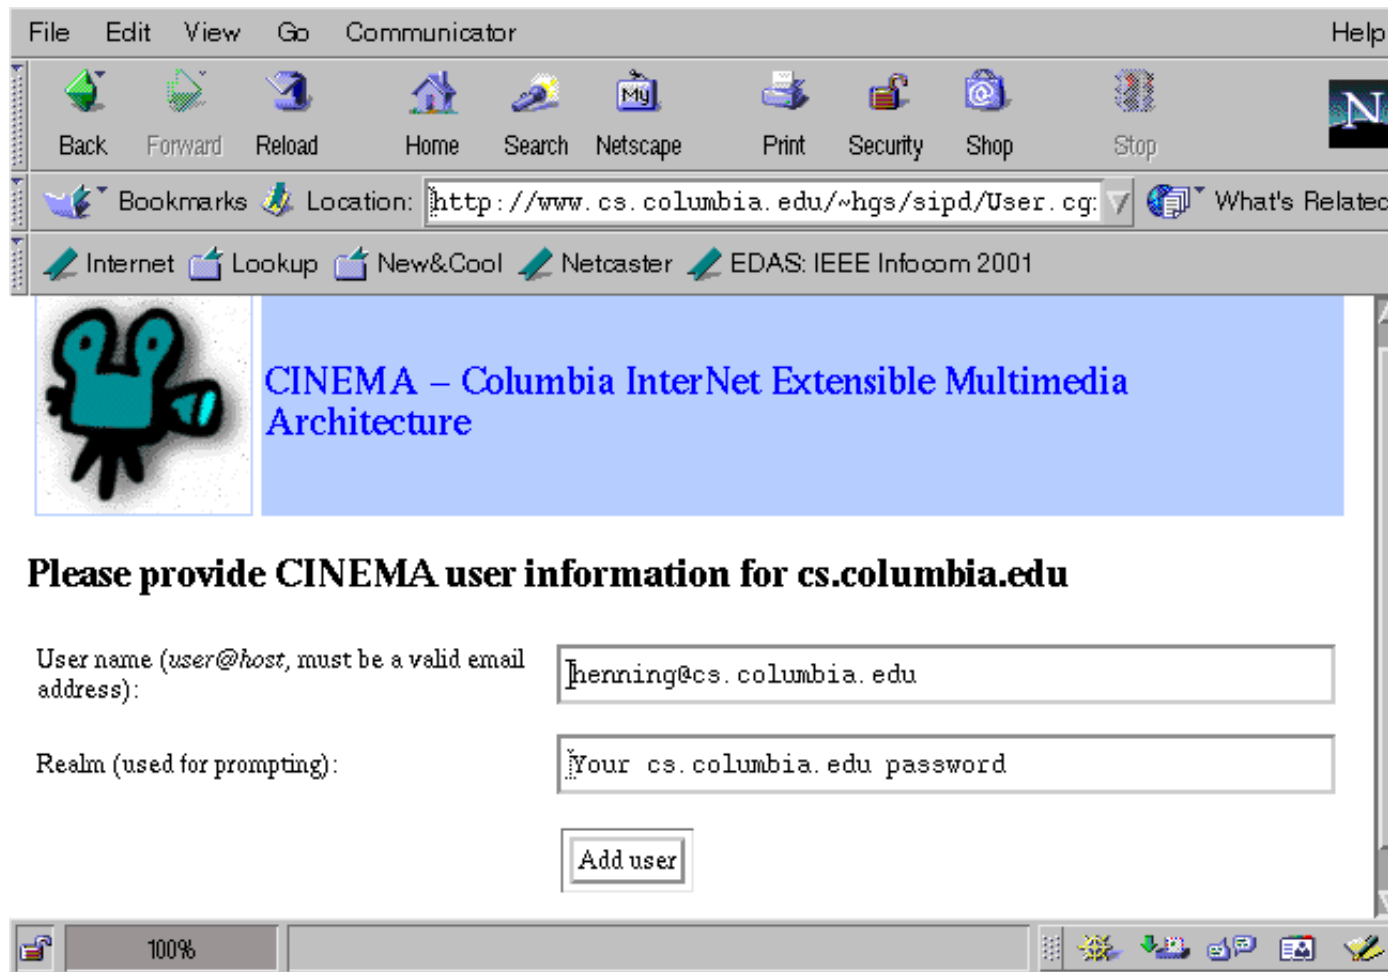 File Edit View Go Communicator Help
My N
Back Forward Reload Home Search Netscape Print Security Shop Stop
Bookmarks Location: http://www.cs.columbia.edu/~hgs/sipd/User.cg What's Related
Internet Lookup New&Cool Netcaster EDAS: IEEE Infocom 2001
CINEMA – Columbia InterNet Extensible Multimedia
Architecture
Please provide CINEMA user information for cs.columbia.edu
User name (user@host, must be a valid email
address):
henning@cs.columbia.edu
Realm (used for prompting):
Your cs.columbia.edu password
Add user
100%